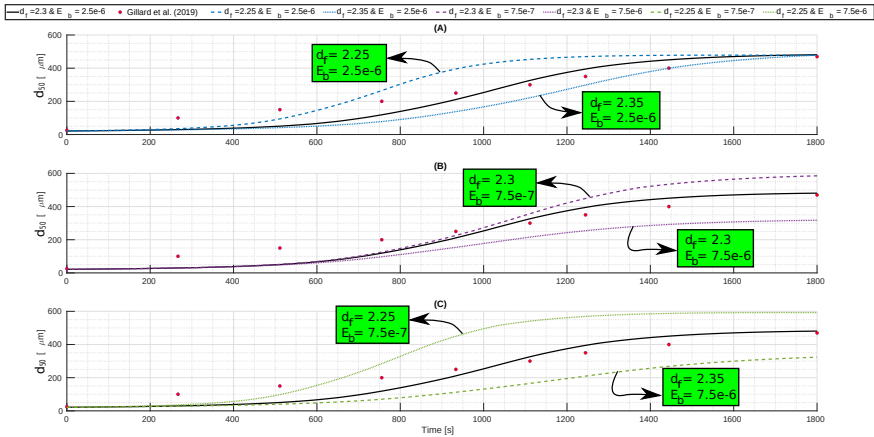 d_f =2.3 & E_b = 2.5e-6 Gillard et al. (2019) d_f =2.25 & E_b = 2.5e-6 d_f =2.35 & E_b = 2.5e-6 d_f =2.3 & E_b = 7.5e-7 d_f =2.3 & E_b = 7.5e-6 d_f =2.25 & E_b = 7.5e-7 d_f =2.25 & E_b = 7.5e-6
(A)
d50 [ μm]
600
400
200
0
d_f = 2.25
E_b = 2.5e-6
d_f = 2.35
E_b = 2.5e-6
0 200 400 600 800 1000 1200 1400 1600 1800
(B)
d50 [ μm]
600
400
200
0
d_f = 2.3
E_b = 7.5e-7
d_f = 2.3
E_b = 7.5e-6
0 200 400 600 800 1000 1200 1400 1600 1800
(C)
d50 [ μm]
600
400
200
0
d_f = 2.25
E_b = 7.5e-7
d_f = 2.35
E_b = 7.5e-6
0 200 400 600 800 1000 1200 1400 1600 1800
Time [s]